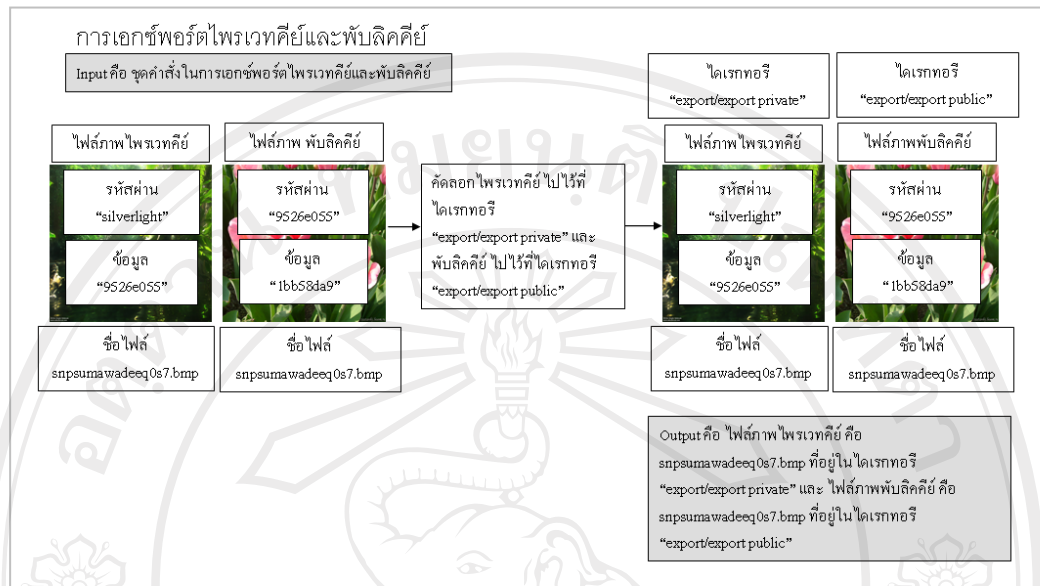 การเอกซ์พอร์ตไพรเวทคีย์และพับลิคคีย์
Input คือ ชุดคำสั่งในการเอกซ์พอร์ตไพรเวทคีย์และพับลิคคีย์
ไดเรกทอรี
“export/export private”
ไดเรกทอรี
“export/export public”
ไฟล์ภาพไพรเวทคีย์
ไฟล์ภาพ พับลิคคีย์
ไฟล์ภาพไพรเวทคีย์
ไฟล์ภาพพับลิคคีย์
รหัสผ่าน
“silverlight”
ข้อมูล
“9526e055”
รหัสผ่าน
“9526e055”
ข้อมูล
“1bb58da9”
คัดลอกไพรเวทคีย์ ไปไว้ที่
ไดเรกทอรี
“export/export private” และ
พับลิคคีย์ ไปไว้ที่ไดเรกทอรี
“export/export public”
รหัสผ่าน
“silverlight”
ข้อมูล
“9526e055”
รหัสผ่าน
“9526e055”
ข้อมูล
“1bb58da9”
ชื่อไฟล์
snpsumawadeeq0s7.bmp
ชื่อไฟล์
snpsumawadeeq0s7.bmp
ชื่อไฟล์
snpsumawadeeq0s7.bmp
ชื่อไฟล์
snpsumawadeeq0s7.bmp
Output คือ ไฟล์ภาพไพรเวทคีย์ คือ
snpsumawadeeq0s7.bmp ที่อยู่ในไดเรกทอรี
“export/export private” และ ไฟล์ภาพพับลิคคีย์ คือ
snpsumawadeeq0s7.bmp ที่อยู่ในไดเรกทอรี
“export/export public”